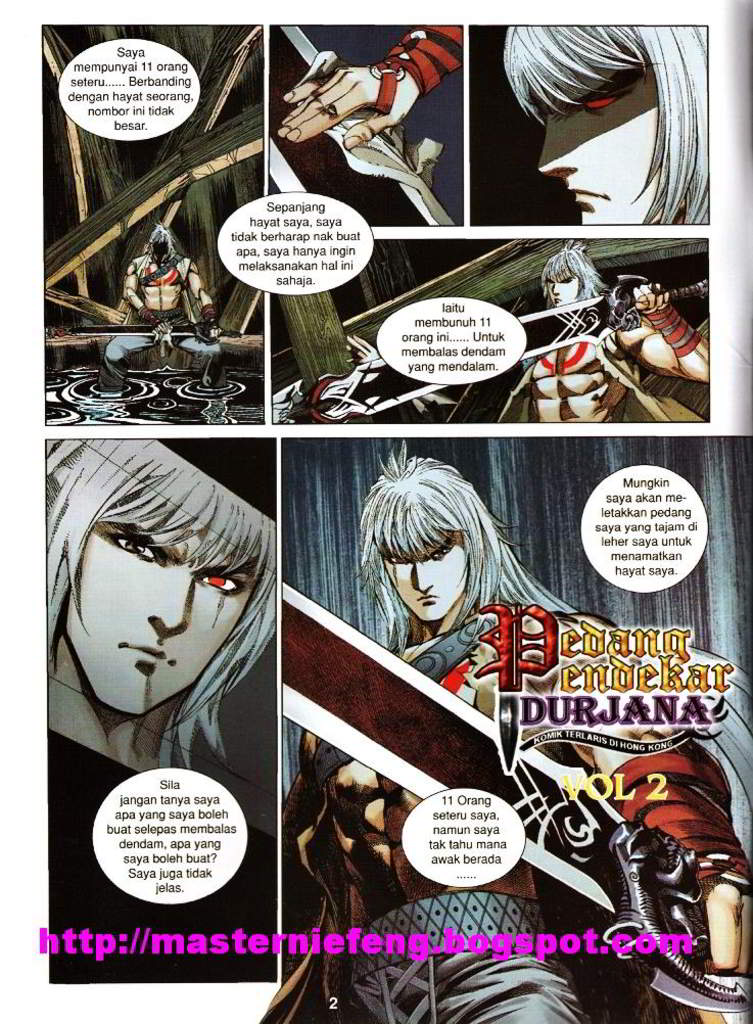 Saya
mempunyai 11 orang
seteru...... Berbanding
dengan hayat seorang,
nombor ini tidak
besar.
Sepanjang
hayat saya, saya
tidak berharap nak buat
apa, saya hanya ingin
melaksanakan hal ini
sahaja.
Iaitu
membunuh 11
orang ini...... Untuk
membalas dendam
yang mendalam.
Sila
jangan tanya saya
apa yang saya boleh
buat selepas membalas
dendam, apa yang
saya boleh buat?
Saya juga tidak
jelas.
Mungkin
saya akan me-
letakkan pedang
saya yang tajam di
leher saya untuk
menamatkan
hayat saya.
Pedang
Pendekar
DURJANA
KOMIK TERLARIS DI HONG KONG
VOL 2
11 Orang
seteru saya,
namun saya
tak tahu mana
awak berada
......
http://masterniefeng.bogspot.com
2